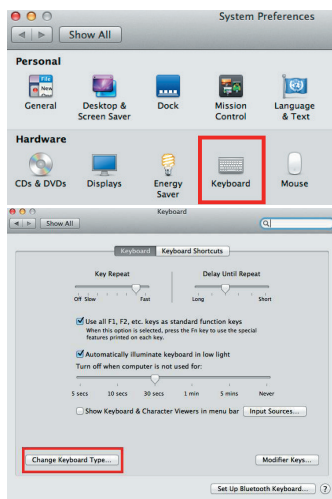 System Preferences
Show All
Personal
File
New
General
Desktop &
Screen Saver
Dock
Mission
Control
Language
& Text
Hardware
CDs & DVDs
Displays
Energy
Saver
Keyboard
Mouse
Keyboard
Show All
Keyboard Keyboard Shortcuts
Key Repeat Delay Until Repeat
Off Slow Fast Long Short
Use all F1, F2, etc. keys as standard function keys
When this option is selected, press the Fn key to use the special
features printed on each key.
Automatically illuminate keyboard in low light
Turn off when computer is not used for:
5 secs 10 secs 30 secs 1 min 5 mins Never
Show Keyboard & Character Viewers in menu bar Input Sources...
Change Keyboard Type... Modifier Keys...
Set Up Bluetooth Keyboard... ?